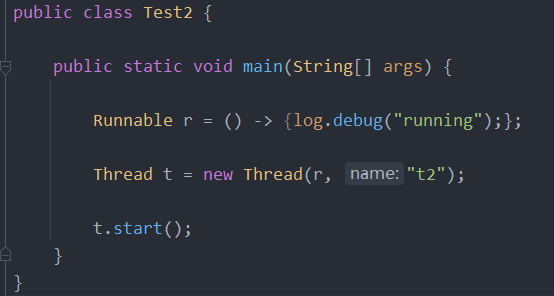 public class Test2 {
public static void main(String[] args) {
Runnable r = () -> {log.debug("running");};
Thread t = new Thread(r, name: "t2");
t.start();
}
}